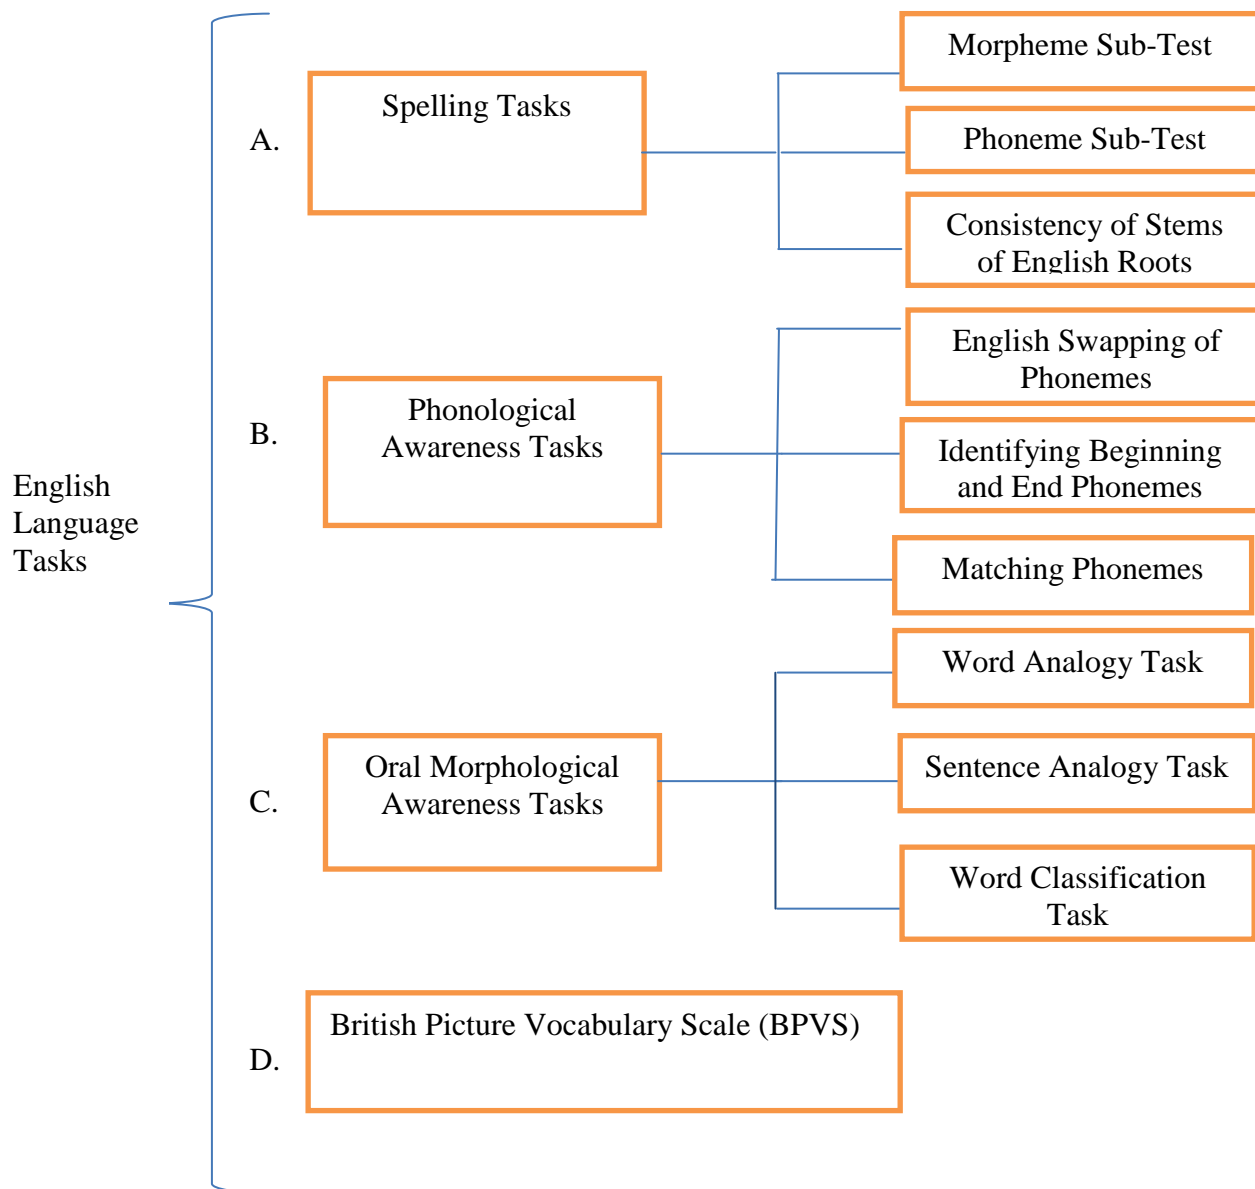 English
Language
Tasks
A.
Spelling Tasks
Morpheme Sub-Test
Phoneme Sub-Test
Consistency of Stems
of English Roots
B.
Phonological
Awareness Tasks
English Swapping of
Phonemes
Identifying Beginning
and End Phonemes
Matching Phonemes
C.
Oral Morphological
Awareness Tasks
Word Analogy Task
Sentence Analogy Task
Word Classification
Task
D.
British Picture Vocabulary Scale (BPVS)